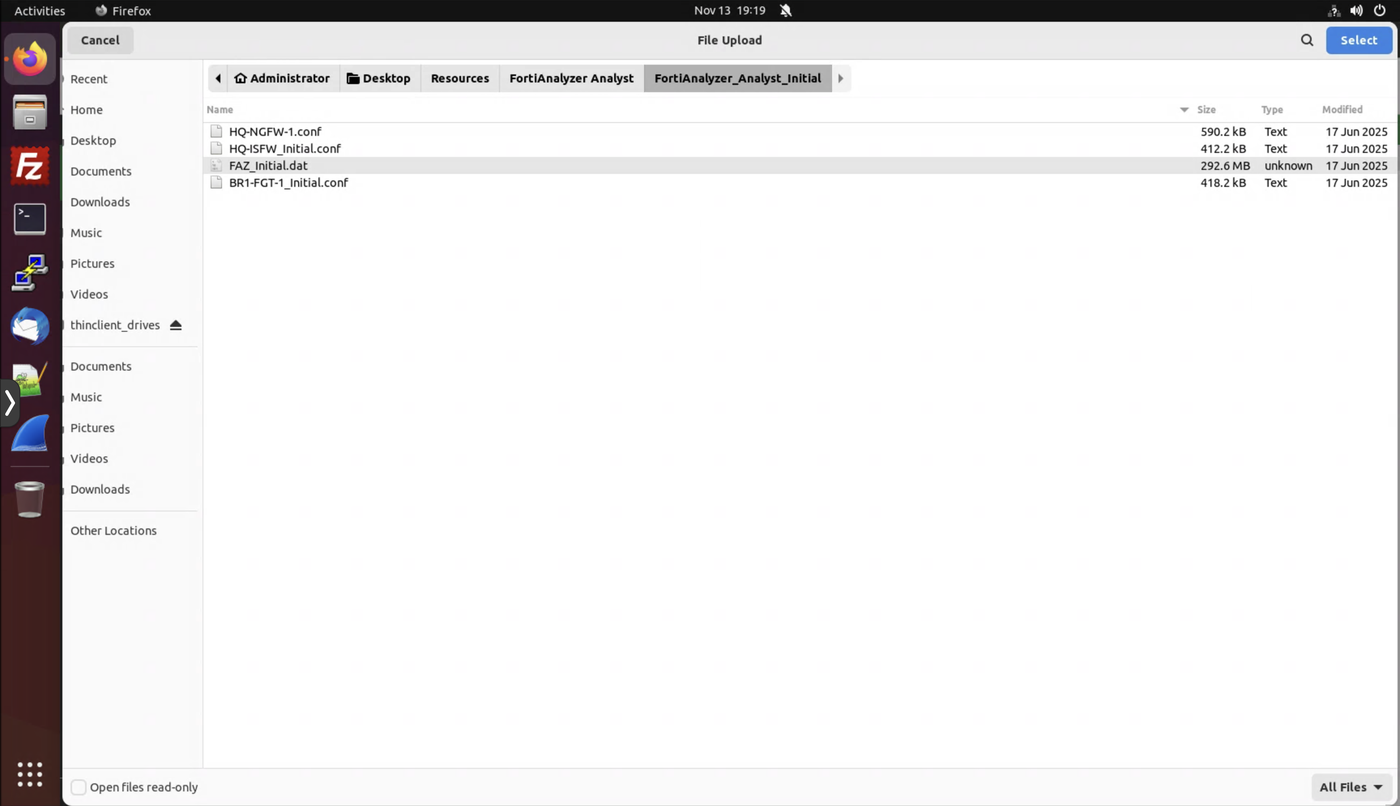 Activities Firefox Nov 13 19:19
Cancel File Upload Select
Administrator Desktop Resources FortiAnalyzer Analyst FortiAnalyzer_Analyst_Initial
Recent
Home
Desktop
Documents
Downloads
Music
Pictures
Videos
thinclient_drives
Documents
Music
Pictures
Videos
Downloads
Other Locations
Name Size Type Modified
HQ-NGFW-1.conf 590.2 kB Text 17 Jun 2025
HQ-ISFW_Initial.conf 412.2 kB Text 17 Jun 2025
FAZ_Initial.dat 292.6 MB unknown 17 Jun 2025
BR1-FGT-1_Initial.conf 418.2 kB Text 17 Jun 2025
Open files read-only All Files